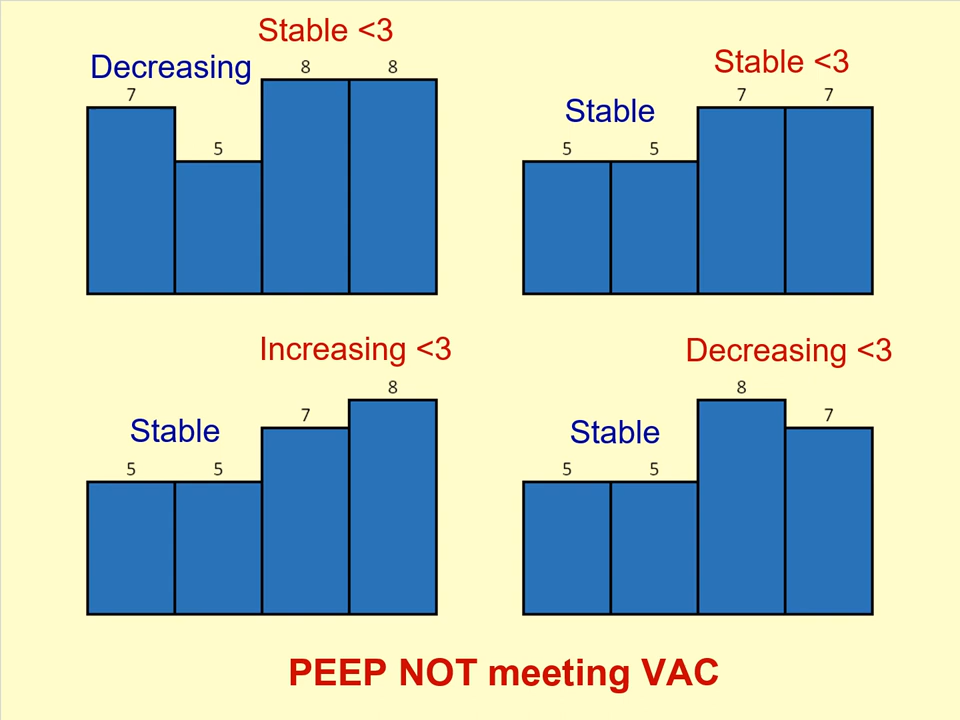 Stable <3
Decreasing
7
5
8
8
Stable <3
Stable
5
5
7
7
Increasing <3
Stable
5
5
7
8
Decreasing <3
Stable
5
5
8
7
PEEP NOT meeting VAC